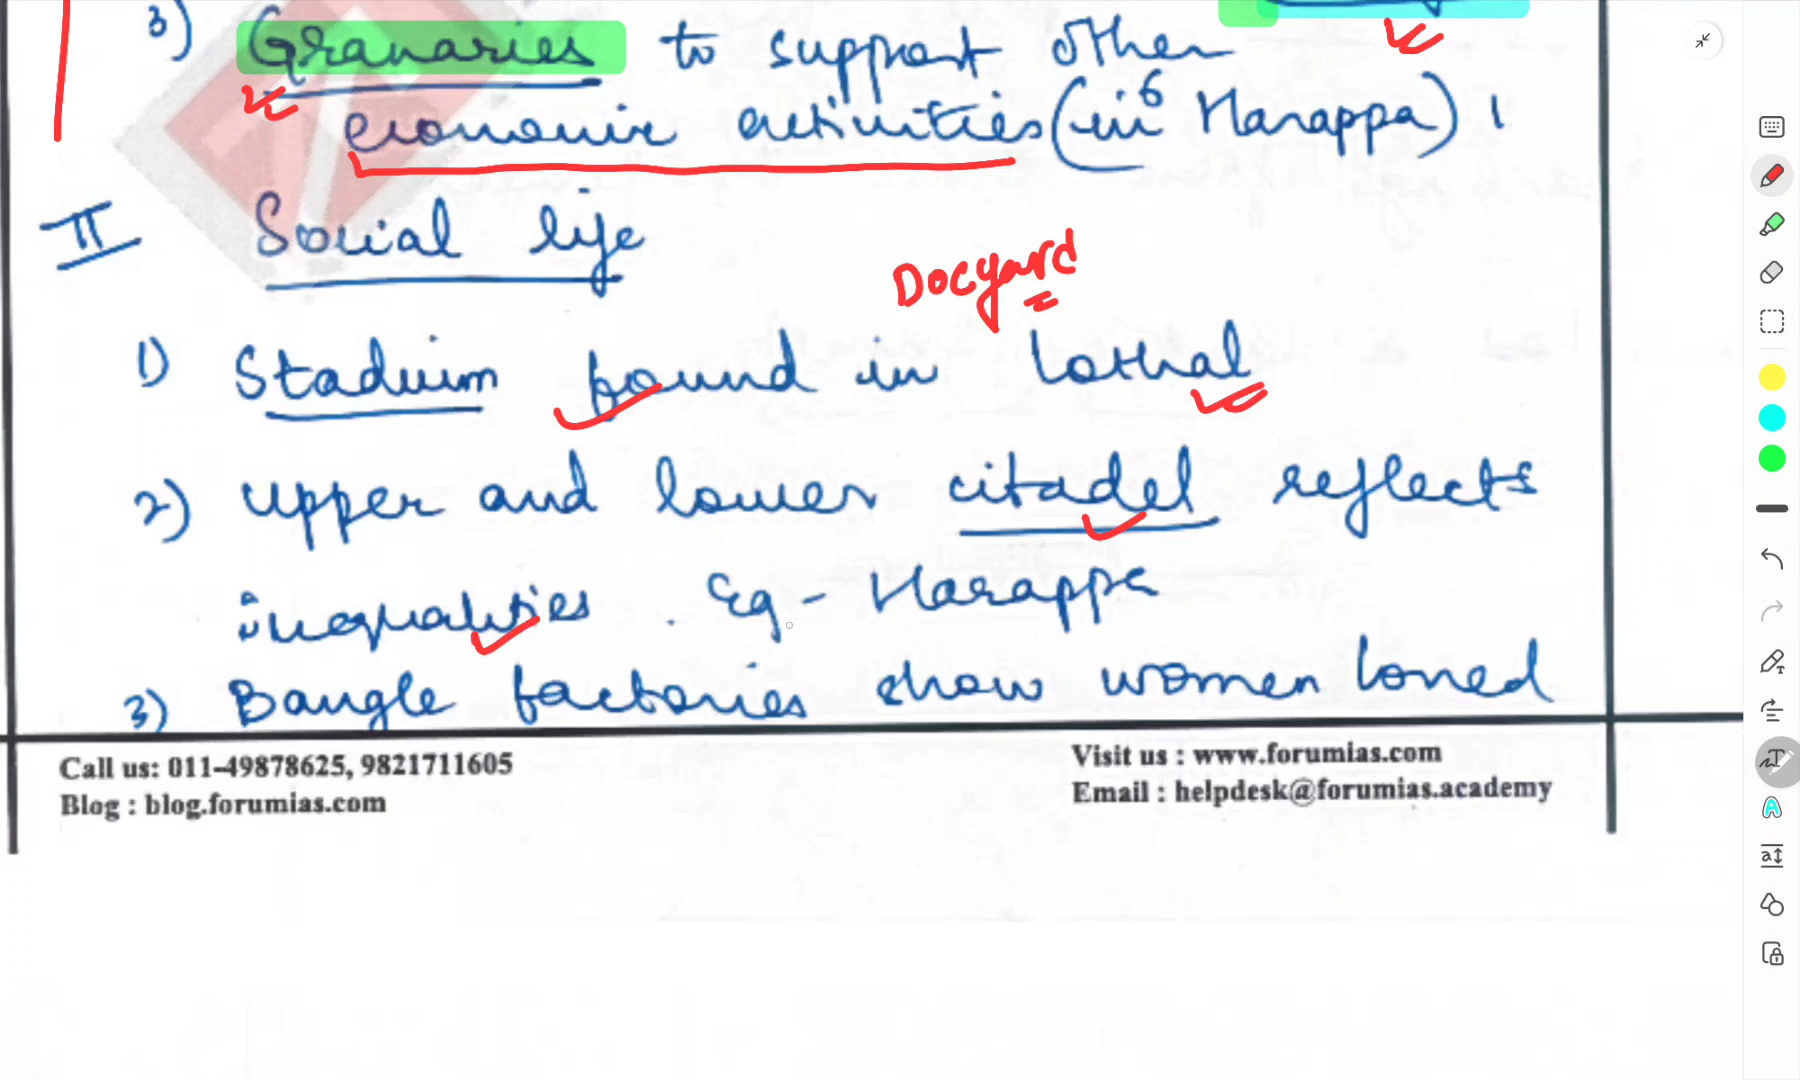 3) Granaries to support other
economic activities (in 6 Harappa) ।
II Social life
Docyard
1) Stadium found in Lothal
2) Upper and lower citadel reflects
inequalities. Eg - Harappa
3) Bangle factories show women loned
Call us: 011-49878625, 9821711605
Visit us : www.forumias.com
Blog : blog.forumias.com
Email : helpdesk@forumias.academy